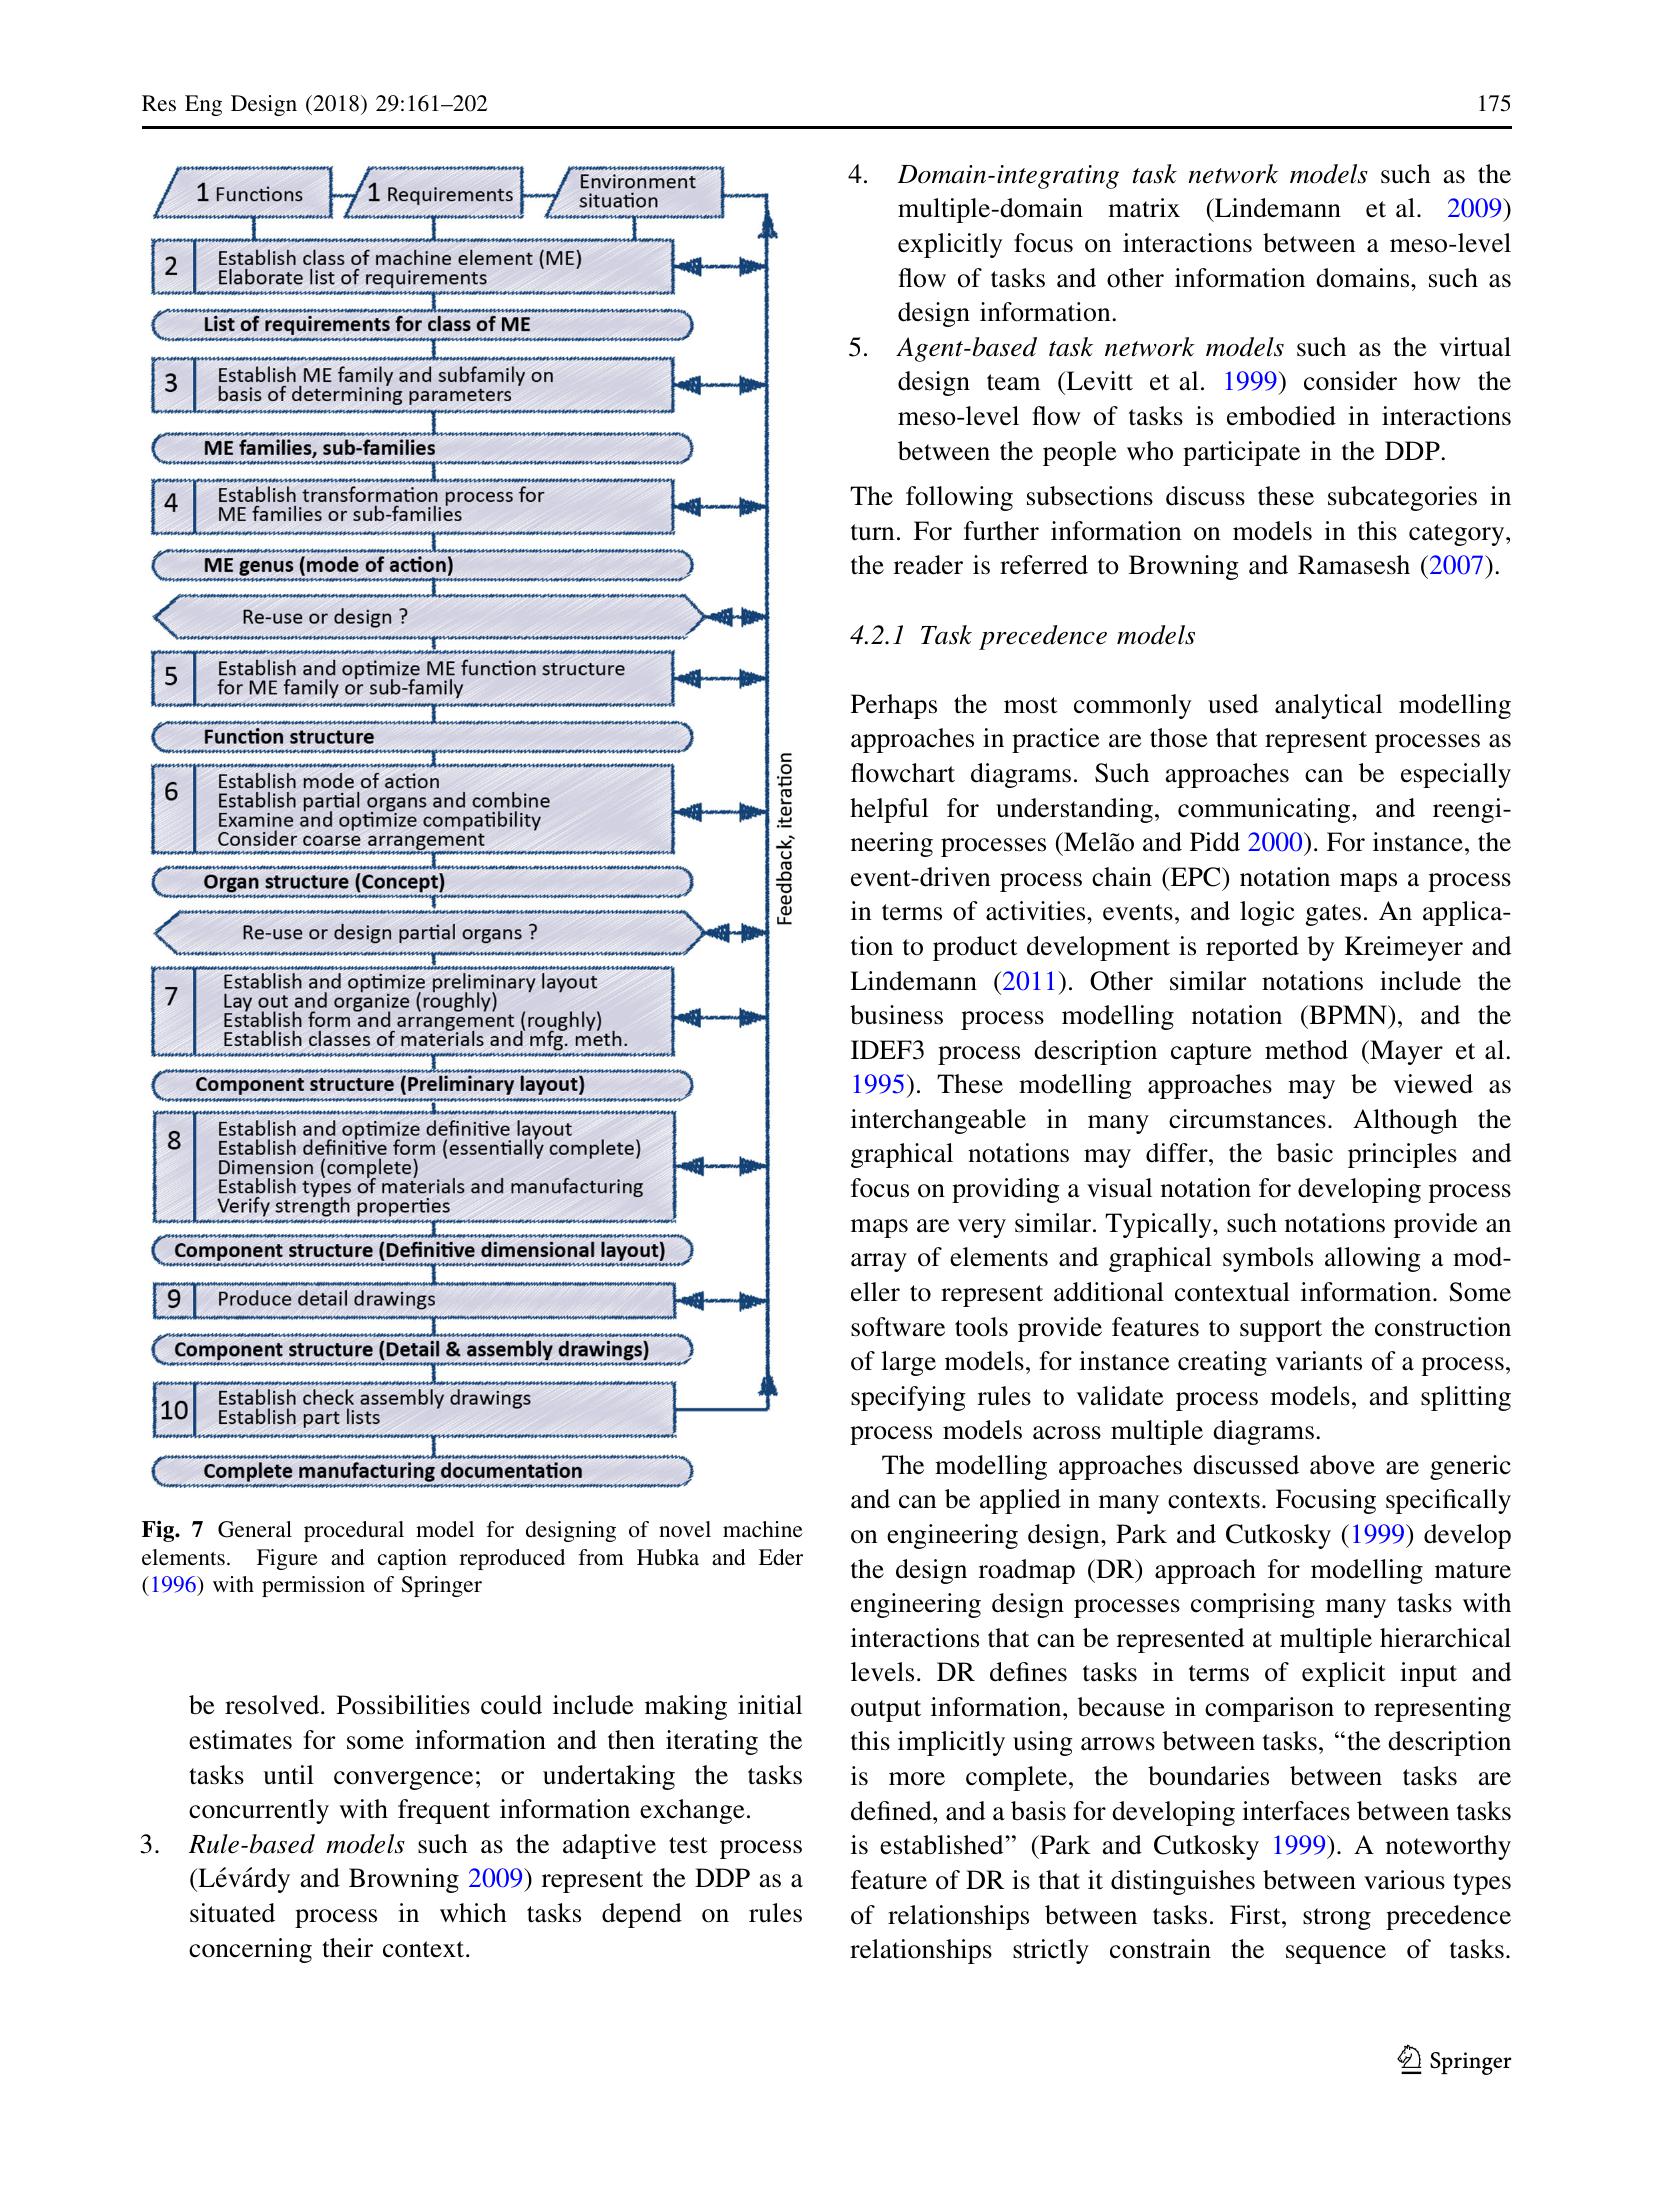 Res Eng Design (2018) 29:161–202
175
1 Functions
1 Requirements
Environment
situation
2
Establish class of machine element (ME)
Elaborate list of requirements
List of requirements for class of ME
3
Establish ME family and subfamily on
basis of determining parameters
ME families, sub-families
4
Establish transformation process for
ME families or sub-families
ME genus (mode of action)
Re-use or design ?
5
Establish and optimize ME function structure
for ME family or sub-family
Function structure
6
Establish mode of action
Establish partial organs and combine
Examine and optimize compatibility
Consider coarse arrangement
Organ structure (Concept)
Re-use or design partial organs ?
7
Establish and optimize preliminary layout
Lay out and organize (roughly)
Establish form and arrangement (roughly)
Establish classes of materials and mfg. meth.
Component structure (Preliminary layout)
8
Establish and optimize definitive layout
Establish definitive form (essentially complete)
Dimension (complete)
Establish types of materials and manufacturing
Verify strength properties
Component structure (Definitive dimensional layout)
9
Produce detail drawings
Component structure (Detail & assembly drawings)
10
Establish check assembly drawings
Establish part lists
Complete manufacturing documentation
Feedback, iteration
Fig. 7 General procedural model for designing of novel machine
elements. Figure and caption reproduced from Hubka and Eder
(1996) with permission of Springer
be resolved. Possibilities could include making initial
estimates for some information and then iterating the
tasks until convergence; or undertaking the tasks
concurrently with frequent information exchange.
3. Rule-based models such as the adaptive test process
(Lévárdy and Browning 2009) represent the DDP as a
situated process in which tasks depend on rules
concerning their context.
4. Domain-integrating task network models such as the
multiple-domain matrix (Lindemann et al. 2009)
explicitly focus on interactions between a meso-level
flow of tasks and other information domains, such as
design information.
5. Agent-based task network models such as the virtual
design team (Levitt et al. 1999) consider how the
meso-level flow of tasks is embodied in interactions
between the people who participate in the DDP.
The following subsections discuss these subcategories in
turn. For further information on models in this category,
the reader is referred to Browning and Ramasesh (2007).
4.2.1 Task precedence models
Perhaps the most commonly used analytical modelling
approaches in practice are those that represent processes as
flowchart diagrams. Such approaches can be especially
helpful for understanding, communicating, and reengi-
neering processes (Melão and Pidd 2000). For instance, the
event-driven process chain (EPC) notation maps a process
in terms of activities, events, and logic gates. An applica-
tion to product development is reported by Kreimeyer and
Lindemann (2011). Other similar notations include the
business process modelling notation (BPMN), and the
IDEF3 process description capture method (Mayer et al.
1995). These modelling approaches may be viewed as
interchangeable in many circumstances. Although the
graphical notations may differ, the basic principles and
focus on providing a visual notation for developing process
maps are very similar. Typically, such notations provide an
array of elements and graphical symbols allowing a mod-
eller to represent additional contextual information. Some
software tools provide features to support the construction
of large models, for instance creating variants of a process,
specifying rules to validate process models, and splitting
process models across multiple diagrams.
The modelling approaches discussed above are generic
and can be applied in many contexts. Focusing specifically
on engineering design, Park and Cutkosky (1999) develop
the design roadmap (DR) approach for modelling mature
engineering design processes comprising many tasks with
interactions that can be represented at multiple hierarchical
levels. DR defines tasks in terms of explicit input and
output information, because in comparison to representing
this implicitly using arrows between tasks, “the description
is more complete, the boundaries between tasks are
defined, and a basis for developing interfaces between tasks
is established” (Park and Cutkosky 1999). A noteworthy
feature of DR is that it distinguishes between various types
of relationships between tasks. First, strong precedence
relationships strictly constrain the sequence of tasks.
Springer